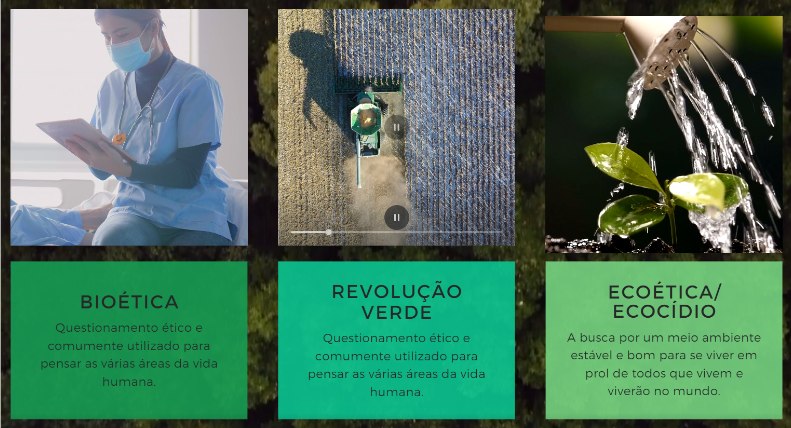 BIOÉTICA
Questionamento ético e
comumente utilizado para
pensar as várias áreas da vida
humana.
REVOLUÇÃO
VERDE
Questionamento ético e
comumente utilizado para
pensar as várias áreas da vida
humana.
ECOÉTICA/
ECOCÍDIO
A busca por um meio ambiente
estável e bom para se viver em
prol de todos que vivem e
viverão no mundo.